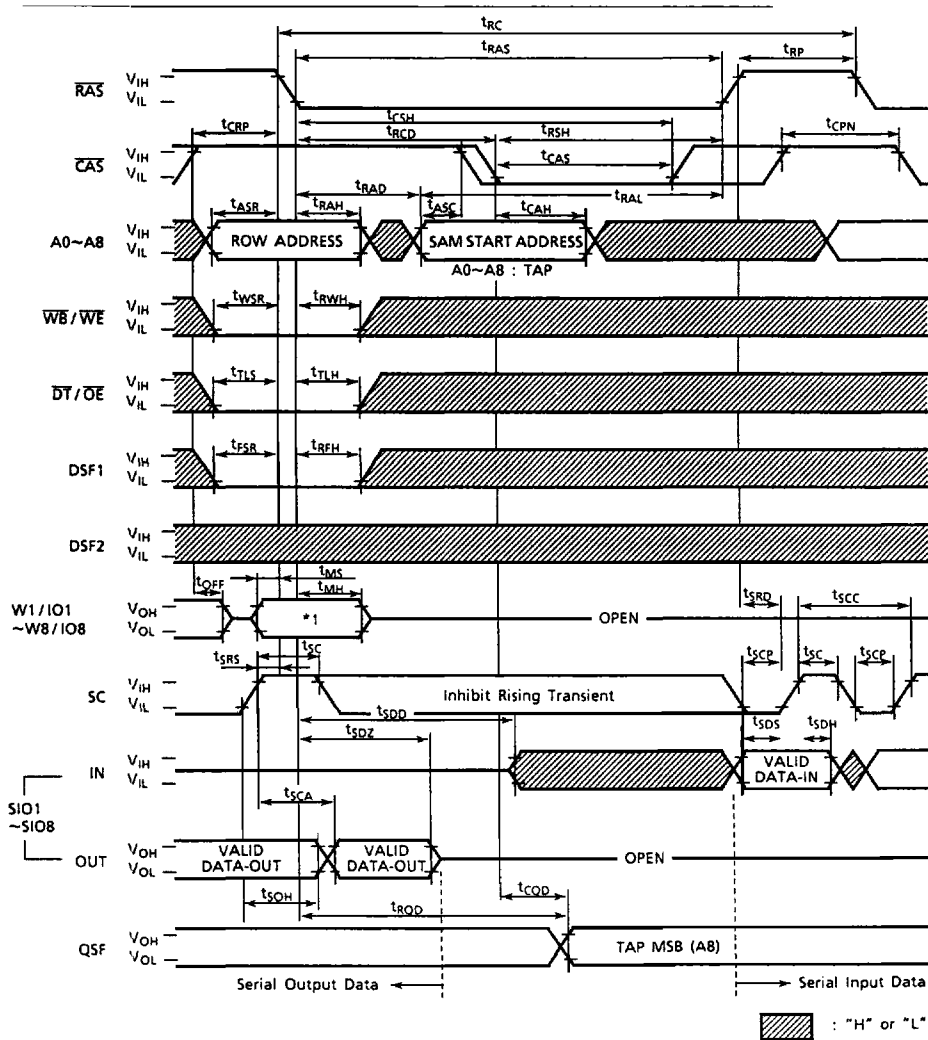 tRC
tRAS
tRP
RAS VIH VIL
tCRP
tCSH
tRCD
tRSH
tCPN
CAS VIH VIL
tCAS
tRAD
tRAL
tASR
tRAH
tASC
tCAH
A0~A8 VIH VIL
ROW ADDRESS
SAM START ADDRESS
A0~A8 : TAP
WB / WE VIH VIL
tWSR
tRWH
DT / OE VIH VIL
tTLS
tTLH
DSF1 VIH VIL
tFSR
tRFH
DSF2 VIH VIL
tMS
tOFF
tMH
W1 / IO1
~W8 / IO8
VOH VOL
*1
OPEN
tSRD
tSCC
tSC
tSRS
tSCP
tSC
tSCP
SC VIH VIL
Inhibit Rising Transient
tSDD
tSDS
tSDH
tSDZ
IN VIH VIL
VALID
DATA-IN
SIO1
~SIO8
tSCA
OUT VOH VOL
VALID
DATA-OUT
VALID
DATA-OUT
OPEN
tSOH
tCQD
tRQD
QSF VOH VOL
TAP MSB (A8)
Serial Output Data
Serial Input Data
: "H" or "L"